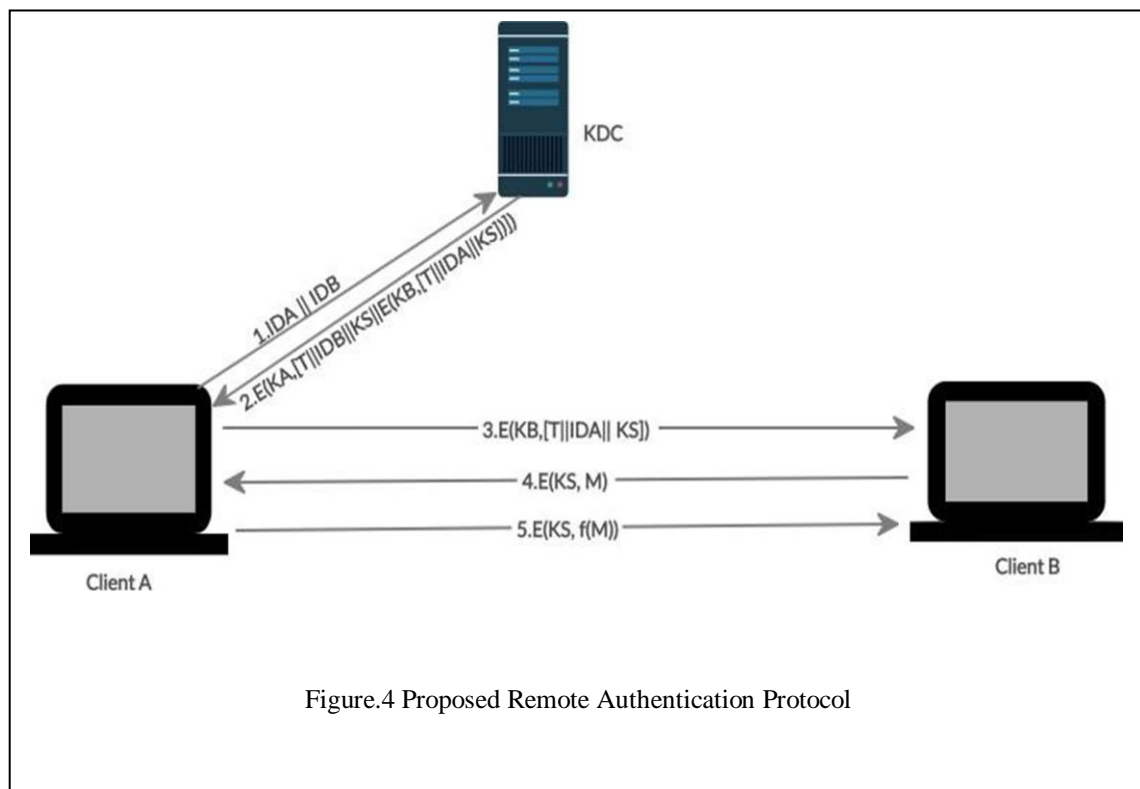 KDC
1.IDA || IDB
2.E(KA,[T||IDB||KS||E(KB,[T||IDA||KS])])
3.E(KB,[T||IDA|| KS])
4.E(KS, M)
5.E(KS, f(M))
Client A
Client B
Figure.4 Proposed Remote Authentication Protocol